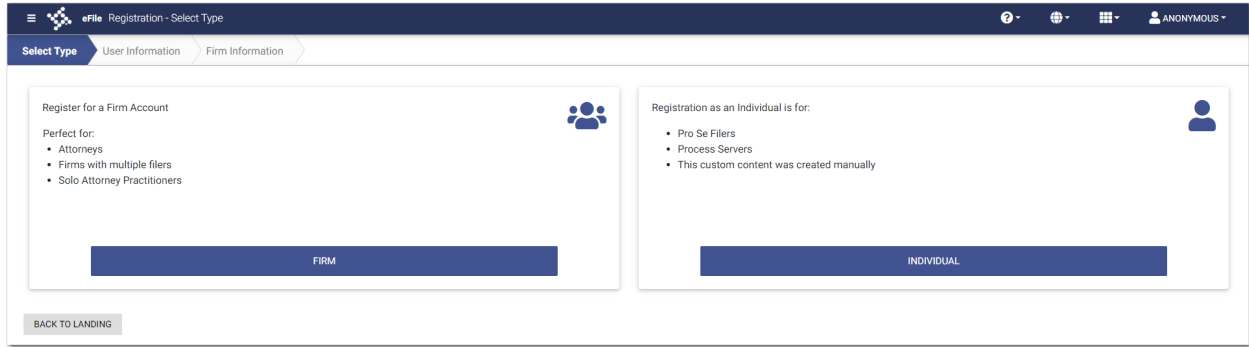 eFile Registration - Select Type
ANONYMOUS
Select Type
User Information
Firm Information
Register for a Firm Account
Perfect for:
• Attorneys
• Firms with multiple filers
• Solo Attorney Practitioners
FIRM
Registration as an Individual is for:
• Pro Se Filers
• Process Servers
• This custom content was created manually
INDIVIDUAL
BACK TO LANDING